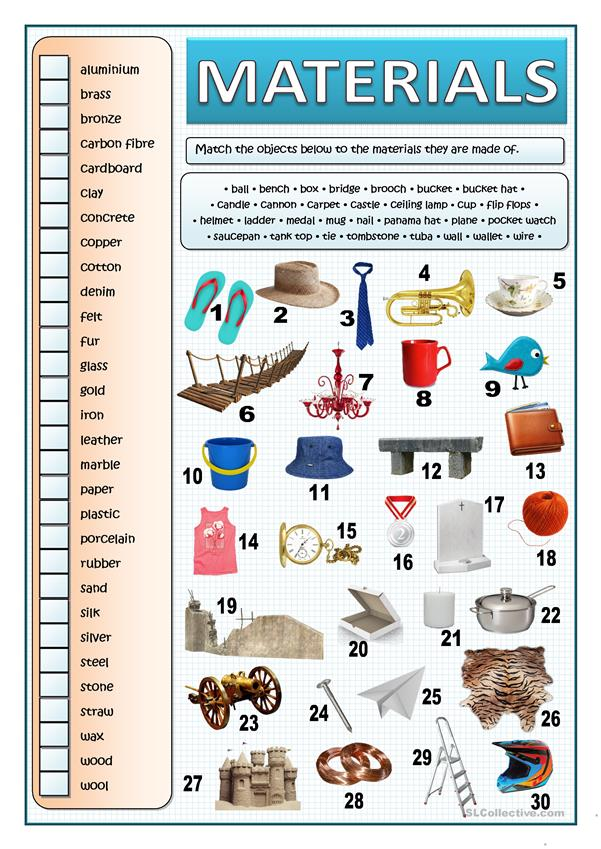 MATERIALS
Match the objects below to the materials they are made of.
• ball • bench • box • bridge • brooch • bucket • bucket hat •
• candle • cannon • carpet • castle • ceiling lamp • cup • flip flops •
• helmet • ladder • medal • mug • nail • panama hat • plane • pocket watch
• saucepan • tank top • tie • tombstone • tuba • wall • wallet • wire •
aluminium
brass
bronze
carbon fibre
cardboard
clay
concrete
copper
cotton
denim
felt
fur
glass
gold
iron
leather
marble
paper
plastic
porcelain
rubber
sand
silk
silver
steel
stone
straw
wax
wood
wool
1
2
3
4
5
6
7
8
9
10
11
12
13
14
15
16
2
17
18
19
20
21
22
23
24
25
26
27
28
29
30
SLCollective.com